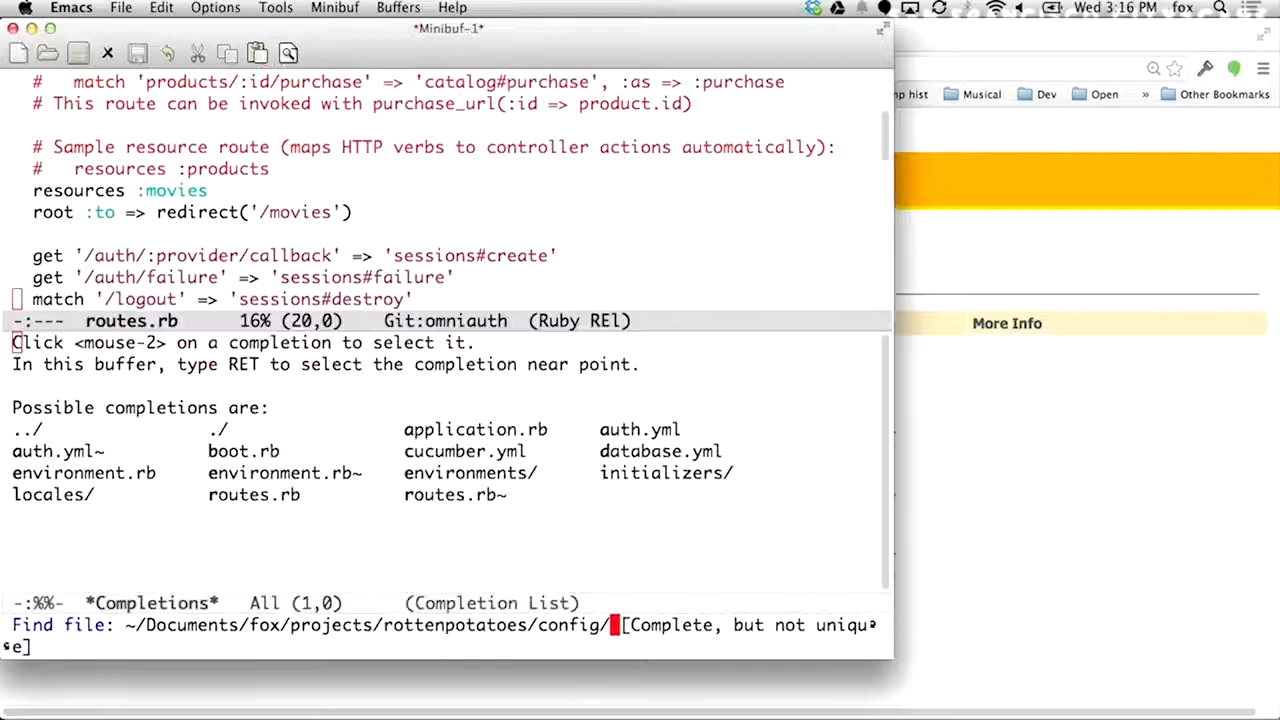 Emacs File Edit Options Tools Minibuf Buffers Help Wed 3:16 PM fox
*Minibuf-1*
# match 'products/:id/purchase' => 'catalog#purchase', :as => :purchase
# This route can be invoked with purchase_url(:id => product.id)
# Sample resource route (maps HTTP verbs to controller actions automatically):
# resources :products
resources :movies
root :to => redirect('/movies')
get '/auth/:provider/callback' => 'sessions#create'
get '/auth/failure' => 'sessions#failure'
match '/logout' => 'sessions#destroy'
-:--- routes.rb 16% (20,0) Git:omniauth (Ruby REl)
Click <mouse-2> on a completion to select it.
In this buffer, type RET to select the completion near point.
Possible completions are:
../ ./ application.rb auth.yml
auth.yml~ boot.rb cucumber.yml database.yml
environment.rb environment.rb~ environments/ initializers/
locales/ routes.rb routes.rb~
-:%%- *Completions* All (1,0) (Completion List)
Find file: ~/Documents/fox/projects/rottenpotatoes/config/ [Complete, but not uniqu
e]
hist Musical Dev Open » Other Bookmarks
More Info